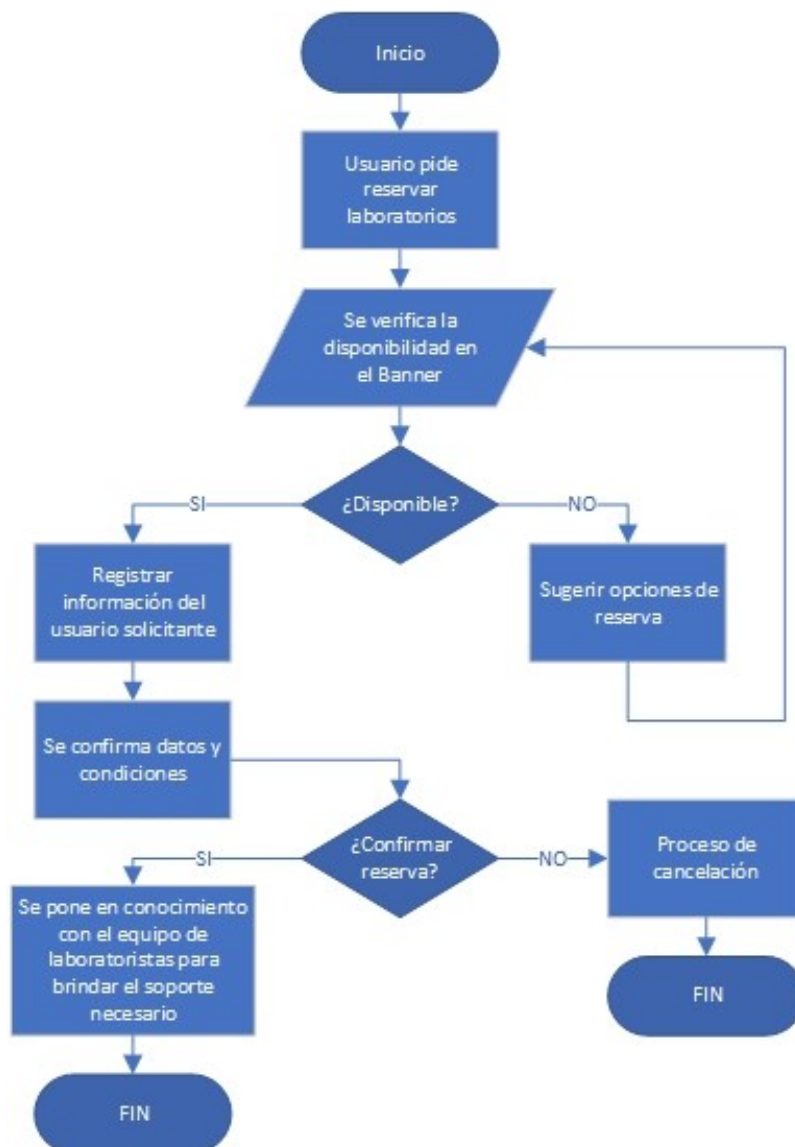 Inicio
Usuario pide
reservar
laboratorios
Se verifica la
disponibilidad en
el Banner
¿Disponible?
SI
NO
Registrar
información del
usuario solicitante
Sugerir opciones de
reserva
Se confirma datos y
condiciones
¿Confirmar
reserva?
SI
NO
Proceso de
cancelación
Se pone en conocimiento
con el equipo de
laboratoristas para
brindar el soporte
necesario
FIN
FIN